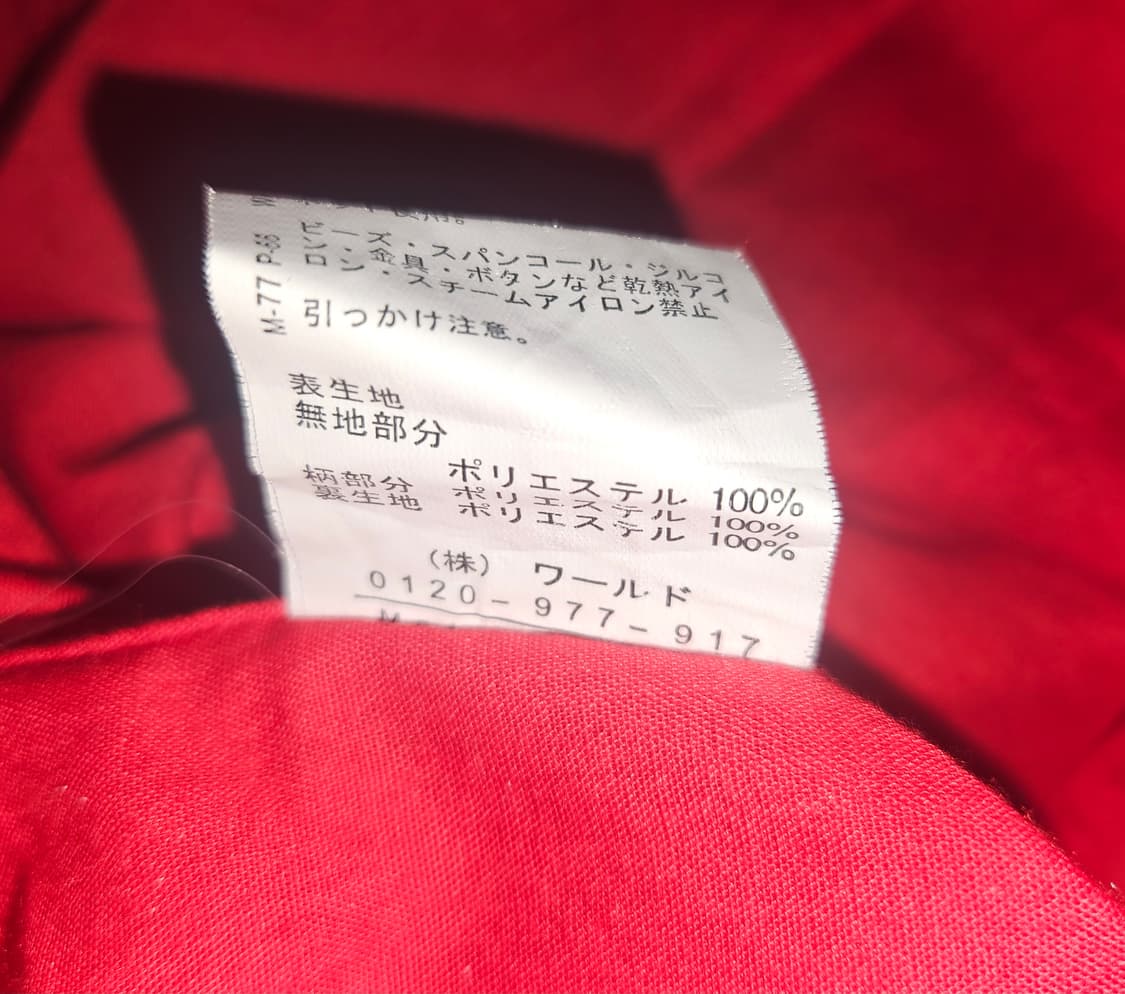 使用。
ビーズ・スパンコール・シルコ
ン・金具・ボタンなど乾熱アイ
ロン・スチームアイロン禁止
引っかけ注意。
M-77 P-55
表生地
無地部分
ポリエステル 100%
柄部分 ポリエステル 100%
裏生地 ポリエステル 100%
(株) ワールド
0120-977-917